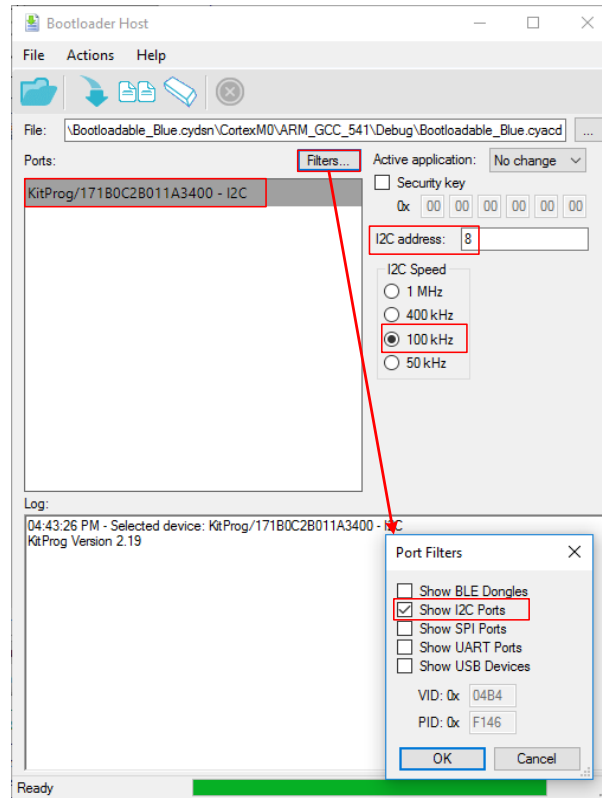 Bootloader Host
File Actions Help
File: \Bootloadable_Blue.cydsn\CortexM0\ARM_GCC_541\Debug\Bootloadable_Blue.cyacd ...
Ports: Filters... Active application: No change
KitProg/171B0C2B011A3400 - I2C
Security key
0x 00 00 00 00 00 00
I2C address: 8
I2C Speed
1 MHz
400 kHz
100 kHz
50 kHz
Log:
04:43:26 PM - Selected device: KitProg/171B0C2B011A3400 - I2C
KitProg Version 2.19
Port Filters
Show BLE Dongles
Show I2C Ports
Show SPI Ports
Show UART Ports
Show USB Devices
VID: 0x 04B4
PID: 0x F146
OK Cancel
Ready